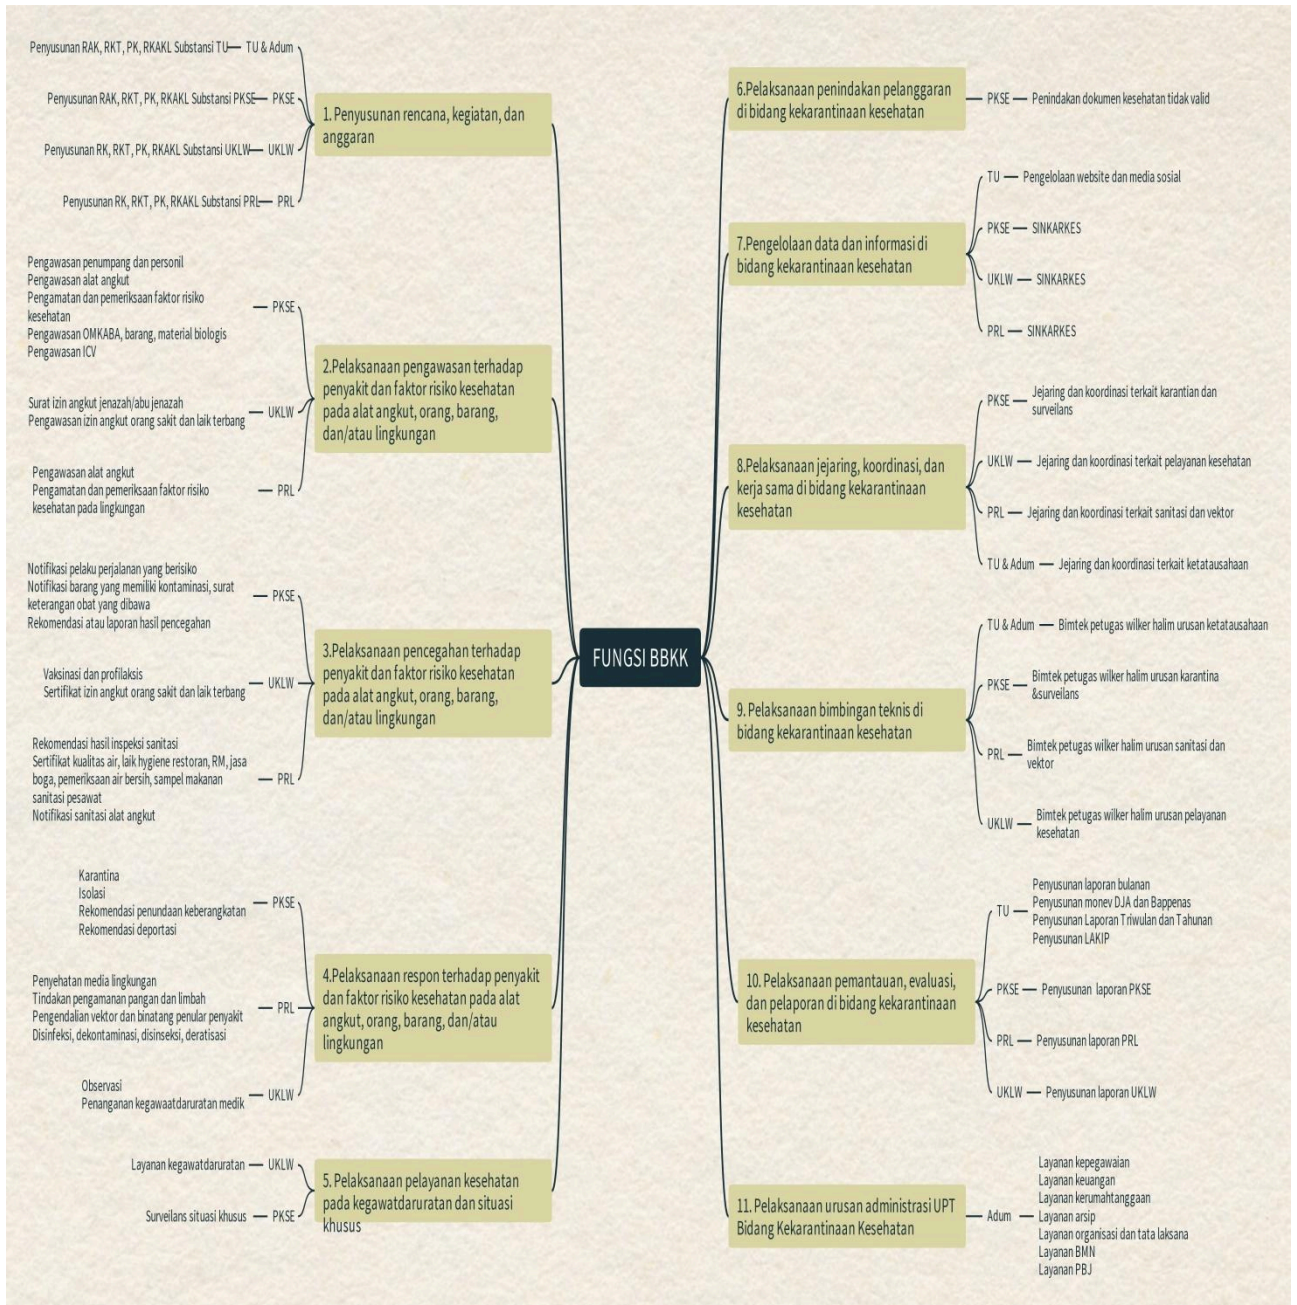 FUNGSI BBKK
1. Penyusunan rencana, kegiatan, dan
anggaran
TU & Adum
Penyusunan RAK, RKT, PK, RKAKL Substansi TU
PKSE
Penyusunan RAK, RKT, PK, RKAKL Substansi PKSE
UKLW
Penyusunan RK, RKT, PK, RKAKL Substansi UKLW
PRL
Penyusunan RK, RKT, PK, RKAKL Substansi PRL
2.Pelaksanaan pengawasan terhadap
penyakit dan faktor risiko kesehatan
pada alat angkut, orang, barang,
dan/atau lingkungan
PKSE
Pengawasan penumpang dan personil
Pengawasan alat angkut
Pengamatan dan pemeriksaan faktor risiko
kesehatan
Pengawasan OMKABA, barang, material biologis
Pengawasan ICV
UKLW
Surat izin angkut jenazah/abu jenazah
Pengawasan izin angkut orang sakit dan laik terbang
PRL
Pengawasan alat angkut
Pengamatan dan pemeriksaan faktor risiko
kesehatan pada lingkungan
3.Pelaksanaan pencegahan terhadap
penyakit dan faktor risiko kesehatan
pada alat angkut, orang, barang,
dan/atau lingkungan
PKSE
Notifikasi pelaku perjalanan yang berisiko
Notifikasi barang yang memiliki kontaminasi, surat
keterangan obat yang dibawa
Rekomendasi atau laporan hasil pencegahan
UKLW
Vaksinasi dan profilaksis
Sertifikat izin angkut orang sakit dan laik terbang
PRL
Rekomendasi hasil inspeksi sanitasi
Sertifikat kualitas air, laik hygiene restoran, RM, jasa
boga, pemeriksaan air bersih, sampel makanan
sanitasi pesawat
Notifikasi sanitasi alat angkut
4.Pelaksanaan respon terhadap penyakit
dan faktor risiko kesehatan pada alat
angkut, orang, barang, dan/atau
lingkungan
PKSE
Karantina
Isolasi
Rekomendasi penundaan keberangkatan
Rekomendasi deportasi
PRL
Penyehatan media lingkungan
Tindakan pengamanan pangan dan limbah
Pengendalian vektor dan binatang penular penyakit
Disinfeksi, dekontaminasi, disinseksi, deratisasi
UKLW
Observasi
Penanganan kegawaatdaruratan medik
5. Pelaksanaan pelayanan kesehatan
pada kegawatdaruratan dan situasi
khusus
UKLW
Layanan kegawatdaruratan
PKSE
Surveilans situasi khusus
6.Pelaksanaan penindakan pelanggaran
di bidang kekarantinaan kesehatan
PKSE
Penindakan dokumen kesehatan tidak valid
7.Pengelolaan data dan informasi di
bidang kekarantinaan kesehatan
TU
Pengelolaan website dan media sosial
PKSE
SINKARKES
UKLW
SINKARKES
PRL
SINKARKES
8.Pelaksanaan jejaring, koordinasi, dan
kerja sama di bidang kekarantinaan
kesehatan
PKSE
Jejaring dan koordinasi terkait karantian dan
surveilans
UKLW
Jejaring dan koordinasi terkait pelayanan kesehatan
PRL
Jejaring dan koordinasi terkait sanitasi dan vektor
TU & Adum
Jejaring dan koordinasi terkait ketatausahaan
9. Pelaksanaan bimbingan teknis di
bidang kekarantinaan kesehatan
TU & Adum
Bimtek petugas wilker halim urusan ketatausahaan
PKSE
Bimtek petugas wilker halim urusan karantina
&surveilans
PRL
Bimtek petugas wilker halim urusan sanitasi dan
vektor
UKLW
Bimtek petugas wilker halim urusan pelayanan
kesehatan
10. Pelaksanaan pemantauan, evaluasi,
dan pelaporan di bidang kekarantinaan
kesehatan
TU
Penyusunan laporan bulanan
Penyusunan monev DJA dan Bappenas
Penyusunan Laporan Triwulan dan Tahunan
Penyusunan LAKIP
PKSE
Penyusunan laporan PKSE
PRL
Penyusunan laporan PRL
UKLW
Penyusunan laporan UKLW
11. Pelaksanaan urusan administrasi UPT
Bidang Kekarantinaan Kesehatan
Adum
Layanan kepegawaian
Layanan keuangan
Layanan kerumahtanggaan
Layanan arsip
Layanan organisasi dan tata laksana
Layanan BMN
Layanan PBJ